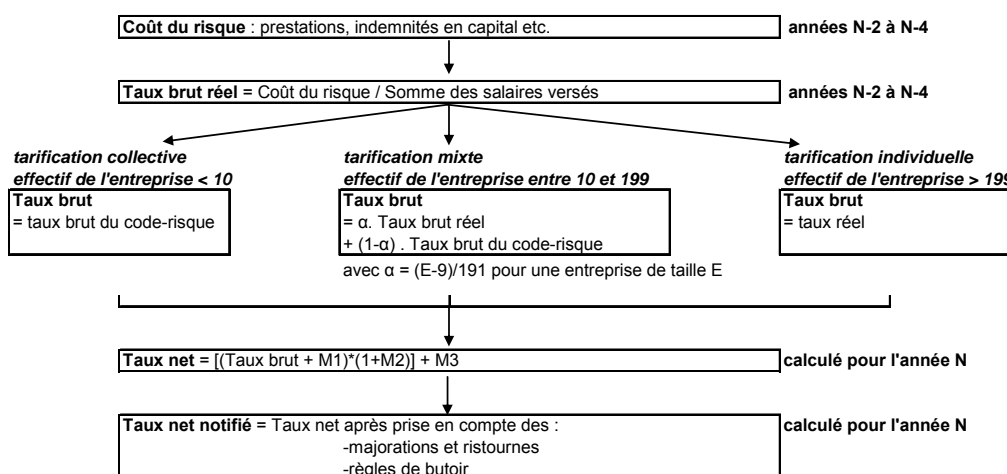 Coût du risque : prestations, indemnités en capital etc.
années N-2 à N-4
Taux brut réel = Coût du risque / Somme des salaires versés
années N-2 à N-4
tarification collective
effectif de l'entreprise < 10
Taux brut
= taux brut du code-risque
tarification mixte
effectif de l'entreprise entre 10 et 199
Taux brut
= α. Taux brut réel
+ (1-α) . Taux brut du code-risque
avec α = (E-9)/191 pour une entreprise de taille E
tarification individuelle
effectif de l'entreprise > 199
Taux brut
= taux réel
Taux net = [(Taux brut + M1)*(1+M2)] + M3
calculé pour l'année N
Taux net notifié = Taux net après prise en compte des :
-majorations et ristournes
-règles de butoir
calculé pour l'année N